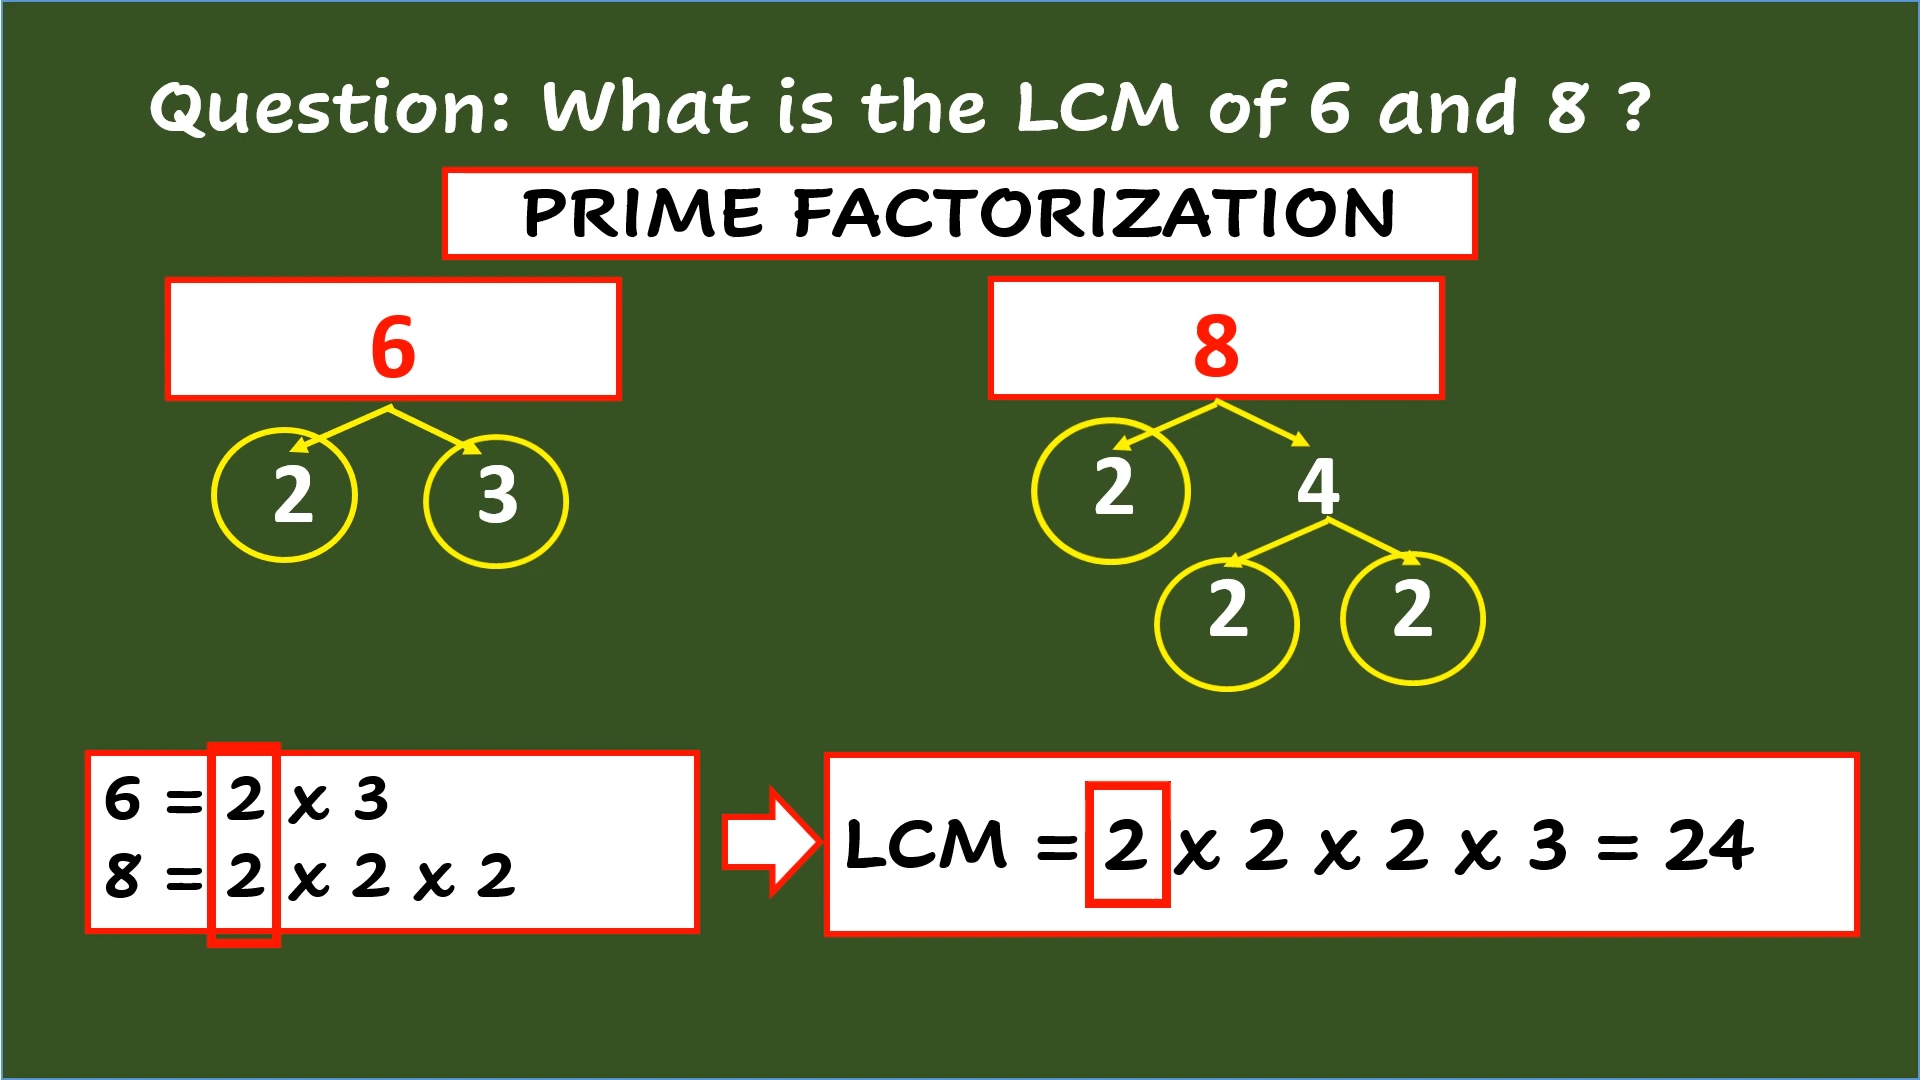 Question: What is the LCM of 6 and 8 ?
PRIME FACTORIZATION
6
8
2 3
2 4
2 2
6 = 2 x 3
8 = 2 x 2 x 2
LCM = 2 x 2 x 2 x 3 = 24